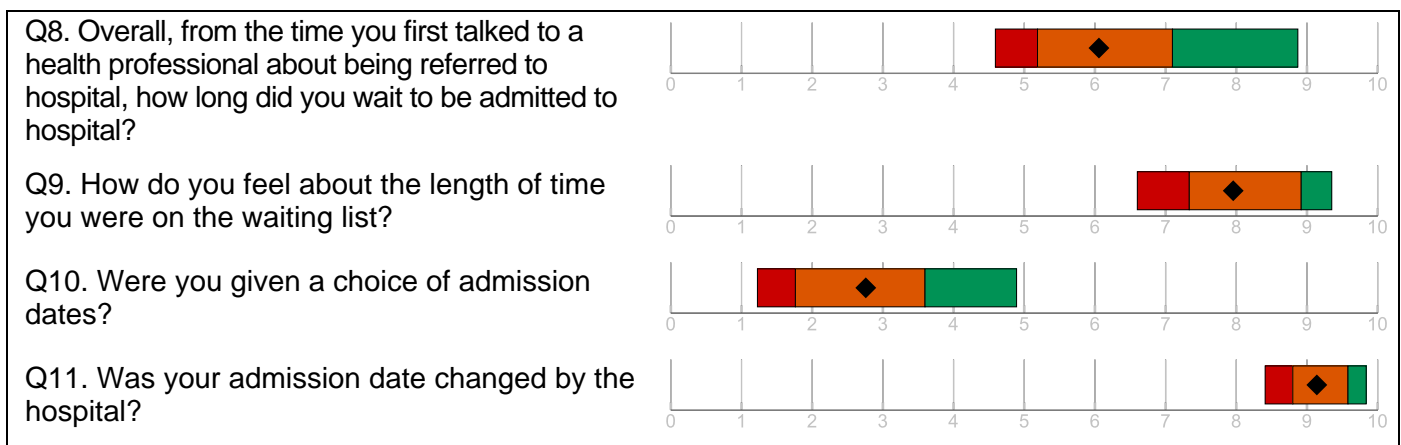 Q8. Overall, from the time you first talked to a
health professional about being referred to
hospital, how long did you wait to be admitted to
hospital?
0 1 2 3 4 5 6 7 8 9 10
Q9. How do you feel about the length of time
you were on the waiting list?
0 1 2 3 4 5 6 7 8 9 10
Q10. Were you given a choice of admission
dates?
0 1 2 3 4 5 6 7 8 9 10
Q11. Was your admission date changed by the
hospital?
0 1 2 3 4 5 6 7 8 9 10